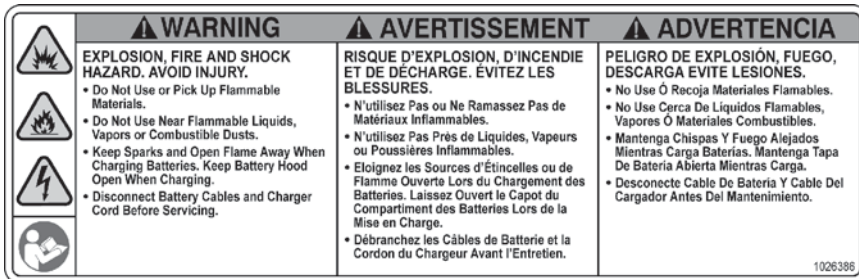 WARNING
EXPLOSION, FIRE AND SHOCK
HAZARD. AVOID INJURY.
• Do Not Use or Pick Up Flammable
Materials.
• Do Not Use Near Flammable Liquids,
Vapors or Combustible Dusts.
• Keep Sparks and Open Flame Away When
Charging Batteries. Keep Battery Hood
Open When Charging.
• Disconnect Battery Cables and Charger
Cord Before Servicing.
AVERTISSEMENT
RISQUE D'EXPLOSION, D'INCENDIE
ET DE DÉCHARGE. ÉVITEZ LES
BLESSURES.
• N'utilisez Pas ou Ne Ramassez Pas de
Matériaux Inflammables.
• N'utilisez Pas Près de Liquides, Vapeurs
ou Poussières Inflammables.
• Eloignez les Sources d'Étincelles ou de
Flamme Ouverte Lors du Chargement des
Batteries. Laissez Ouvert le Capot du
Compartiment des Batteries Lors de la
Mise en Charge.
• Débranchez les Câbles de Batterie et la
Cordon du Chargeur Avant l'Entretien.
ADVERTENCIA
PELIGRO DE EXPLOSIÓN, FUEGO,
DESCARGA EVITE LESIONES.
• No Use Ó Recoja Materiales Flamables.
• No Use Cerca De Líquidos Flamables,
Vapores Ó Materiales Combustibles.
• Mantenga Chispas Y Fuego Alejados
Mientras Carga Baterías. Mantenga Tapa
De Batería Abierta Mientras Carga.
• Desconecte Cable De Batería Y Cable Del
Cargador Antes Del Mantenimiento.
1026386